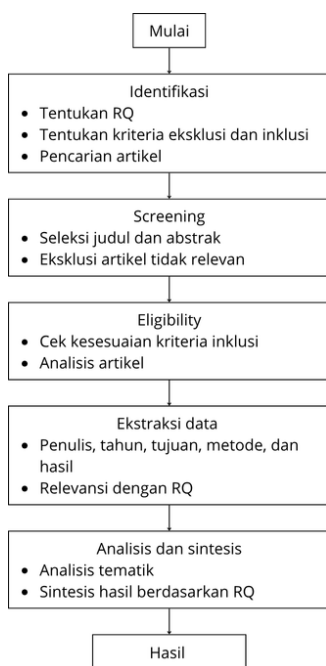 Mulai
Identifikasi
• Tentukan RQ
• Tentukan kriteria eksklusi dan inklusi
• Pencarian artikel
Screening
• Seleksi judul dan abstrak
• Eksklusi artikel tidak relevan
Eligibility
• Cek kesesuaian kriteria inklusi
• Analisis artikel
Ekstraksi data
• Penulis, tahun, tujuan, metode, dan
hasil
• Relevansi dengan RQ
Analisis dan sintesis
• Analisis tematik
• Sintesis hasil berdasarkan RQ
Hasil